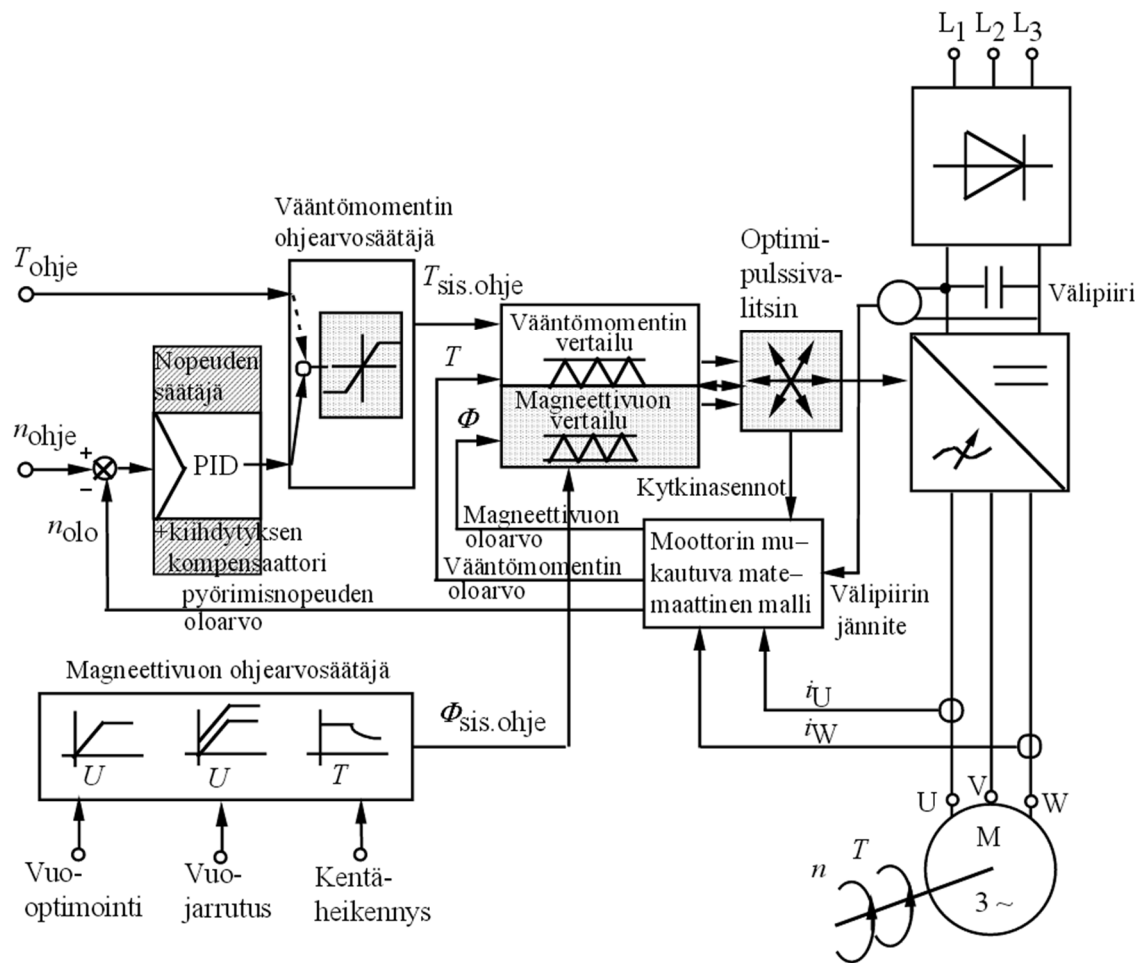 L1 L2 L3
Vääntömomentin
ohjearvosäätäjä
Tohje
Tsis.ohje
Optimi-
pulssiva-
litsin
Välipiiri
Vääntömomentin
vertailu
T
Nopeuden
säätäjä
Magneettivuon
vertailu
Φ
nohje
+
−
PID
nolo
+kiihdytyksen
kompensaattori
Kytkinasennot
Magneettivuon
oloarvo
Vääntömomentin
oloarvo
pyörimisnopeuden
oloarvo
Moottorin mu–
kautuva mate–
maattinen malli
Välipiirin
jännite
Magneettivuon ohjearvosäätäjä
U
U
T
Φsis.ohje
iU
iW
U
V
W
M
3 ~
n
T
Vuo-
optimointi
Vuo-
jarrutus
Kentä-
heikennys